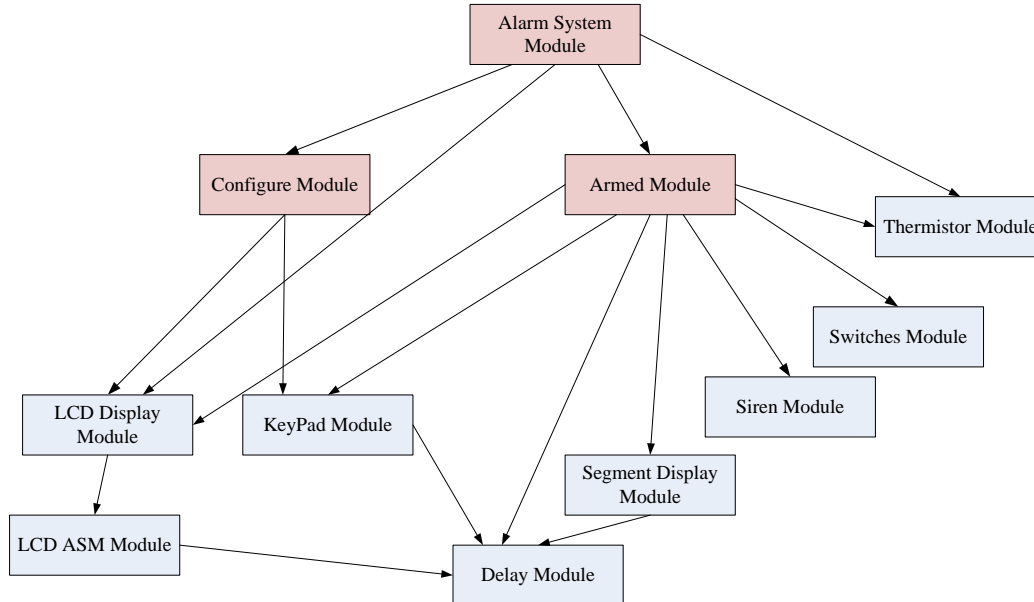 Alarm System
Module
Configure Module
Armed Module
Thermistor Module
Switches Module
Siren Module
LCD Display
Module
KeyPad Module
Segment Display
Module
LCD ASM Module
Delay Module